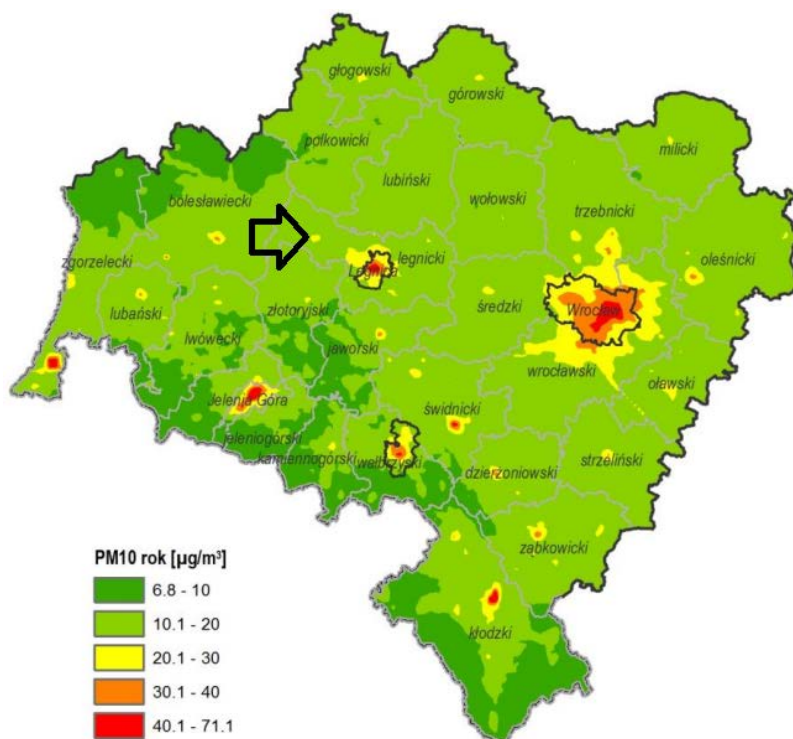 głogowski
górowski
polkowicki
milicki
lubiński
wołowski
trzebnicki
bolesławiecki
legnicki
zgorzelecki
Legnica
oleśnicki
lubański
złotoryjski
średzki
Wrocław
lwówecki
jaworski
wrocławski
oławski
Jelenia Góra
świdnicki
jeleniogórski
kamiennogórski
wałbrzyski
dzierżoniowski
strzeliński
ząbkowicki
kłodzki
PM10 rok [µg/m³]
6.8 - 10
10.1 - 20
20.1 - 30
30.1 - 40
40.1 - 71.1